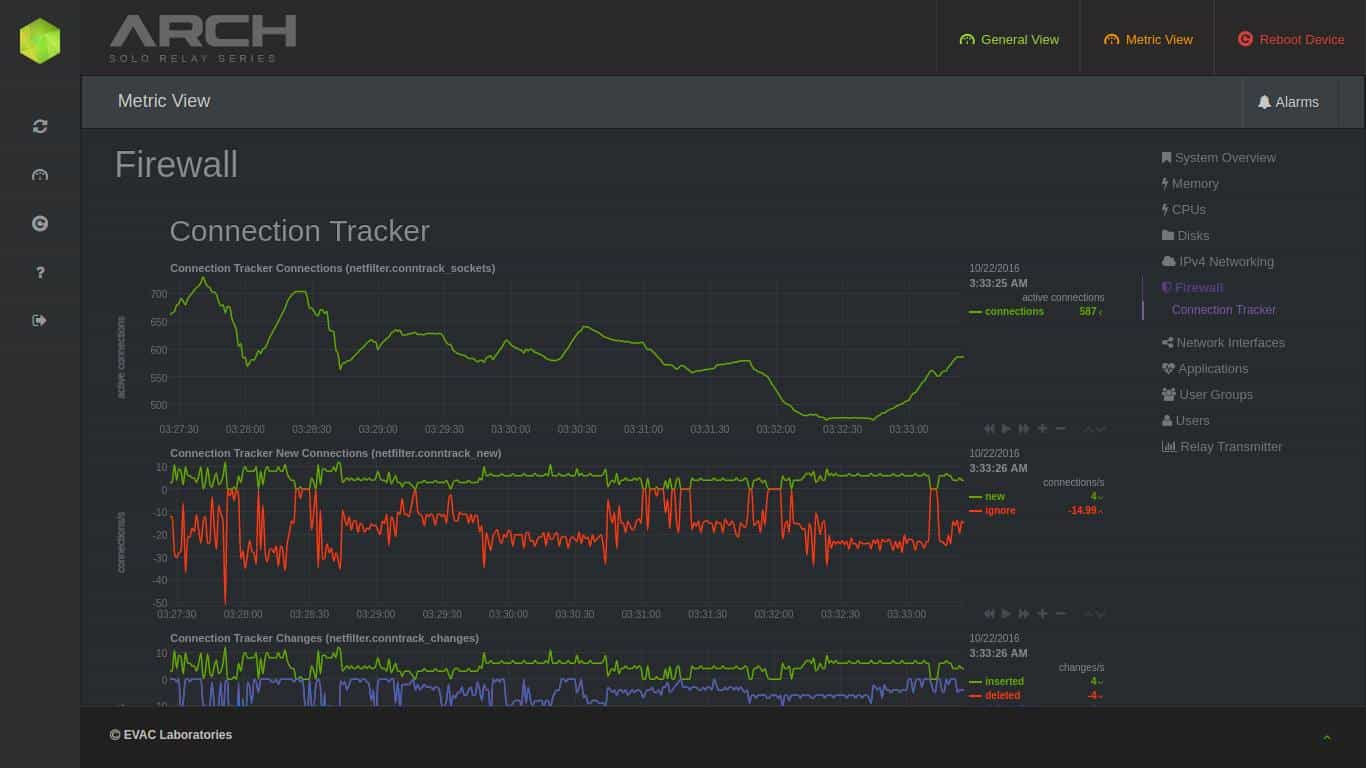 ARCH
SOLO RELAY SERIES
General View
Metric View
Reboot Device
Metric View
Alarms
Firewall
Connection Tracker
Connection Tracker Connections (netfilter.conntrack_sockets)
10/22/2016
3:33:25 AM
active connections
connections 587
active connections
700
650
600
550
500
03:27:30 03:28:00 03:28:30 03:29:00 03:29:30 03:30:00 03:30:30 03:31:00 03:31:30 03:32:00 03:32:30 03:33:00
Connection Tracker New Connections (netfilter.conntrack_new)
10/22/2016
3:33:26 AM
connections/s
new 4
ignore -14.99
connections/s
10
0
-10
-20
-30
-40
-50
03:27:30 03:28:00 03:28:30 03:29:00 03:29:30 03:30:00 03:30:30 03:31:00 03:31:30 03:32:00 03:32:30 03:33:00
Connection Tracker Changes (netfilter.conntrack_changes)
10/22/2016
3:33:26 AM
changes/s
inserted 4
deleted -4
10
0
System Overview
Memory
CPUs
Disks
IPv4 Networking
Firewall
Connection Tracker
Network Interfaces
Applications
User Groups
Users
Relay Transmitter
© EVAC Laboratories